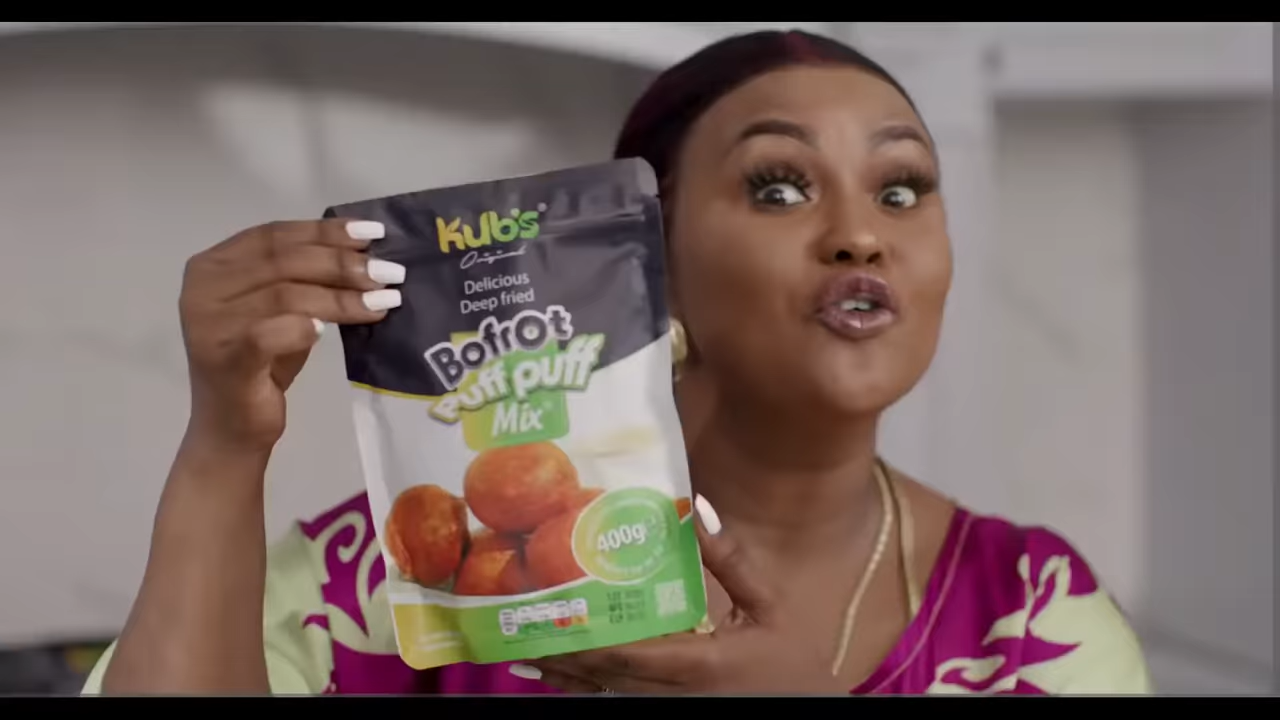 Kub's
Original
Delicious
Deep fried
Bofrot
Puff puff
Mix
400g